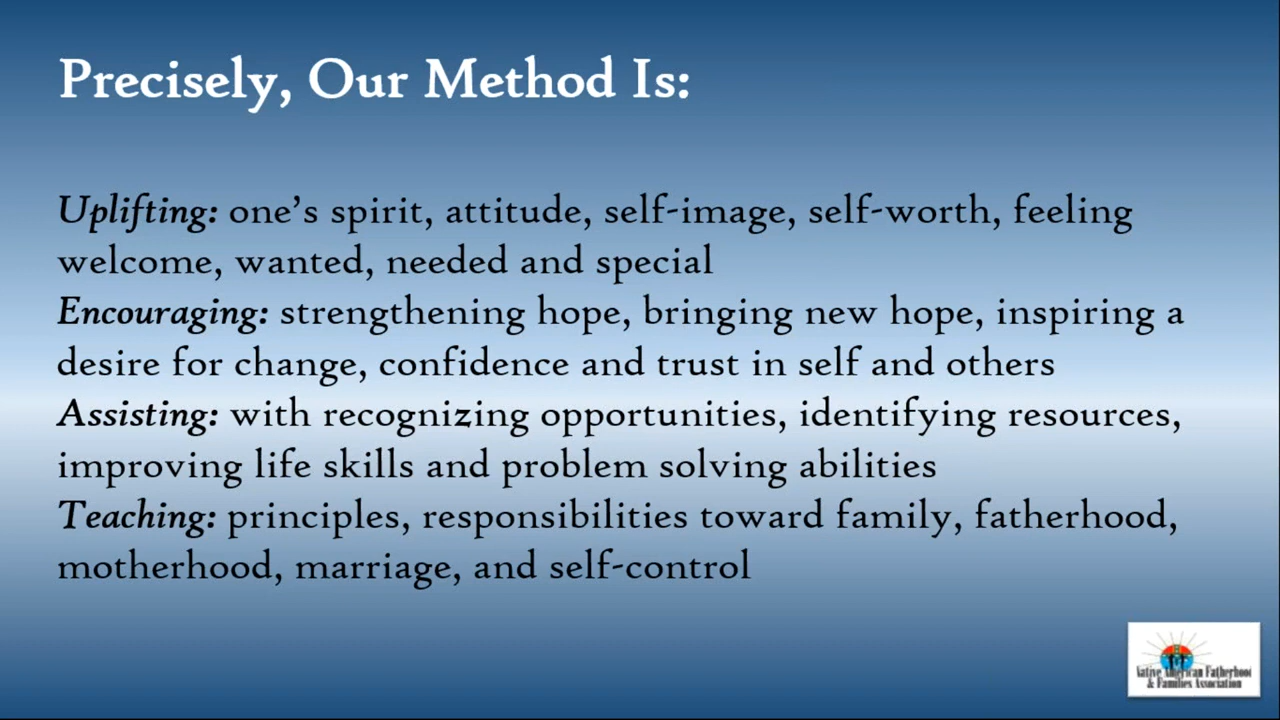 Precisely, Our Method Is:
Uplifting: one's spirit, attitude, self-image, self-worth, feeling
welcome, wanted, needed and special
Encouraging: strengthening hope, bringing new hope, inspiring a
desire for change, confidence and trust in self and others
Assisting: with recognizing opportunities, identifying resources,
improving life skills and problem solving abilities
Teaching: principles, responsibilities toward family, fatherhood,
motherhood, marriage, and self-control
Native American Fatherhood
& Families Association